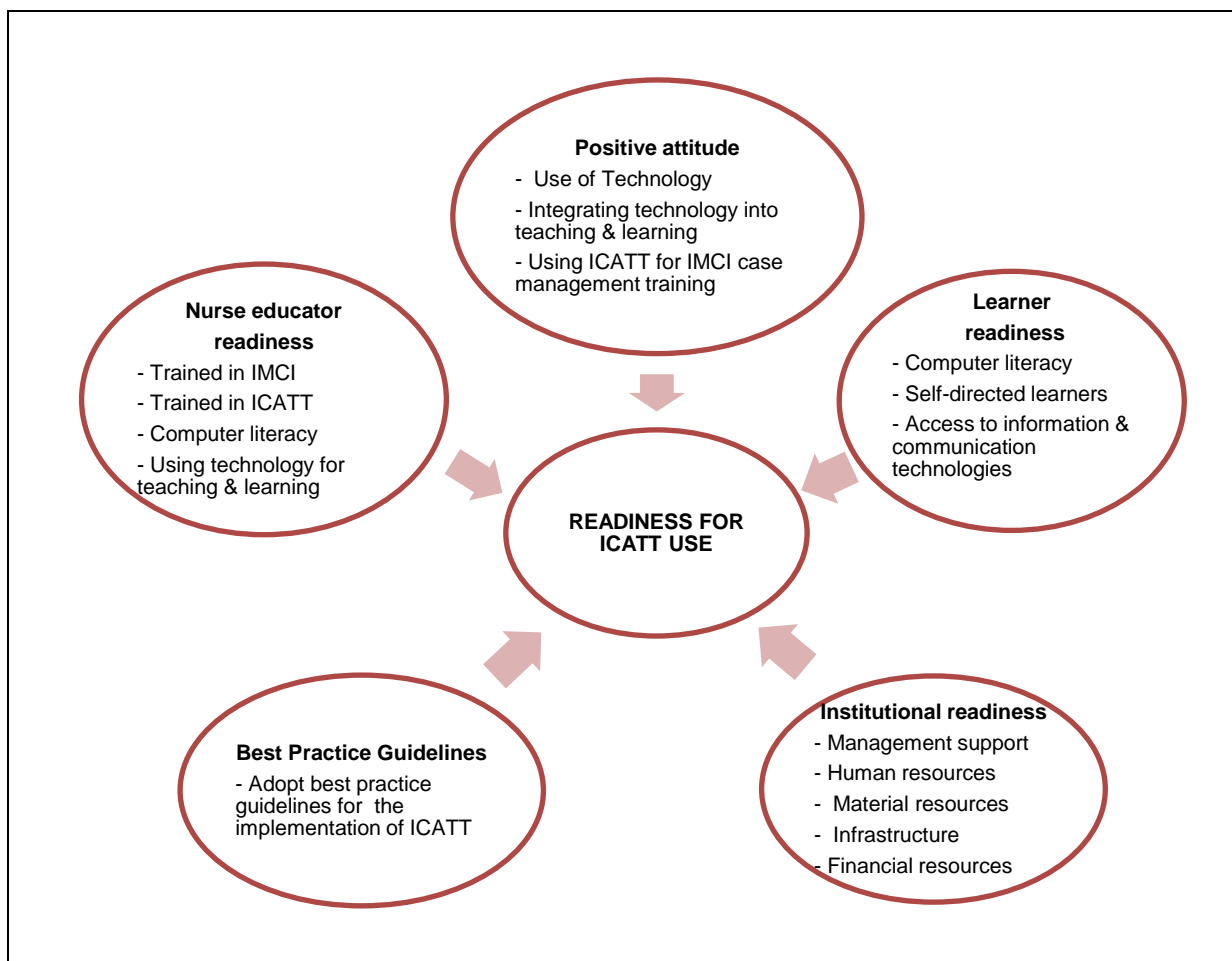 Positive attitude
- Use of Technology
- Integrating technology into
teaching & learning
- Using ICATT for IMCI case
management training
Nurse educator
readiness
- Trained in IMCI
- Trained in ICATT
- Computer literacy
- Using technology for
teaching & learning
Learner
readiness
- Computer literacy
- Self-directed learners
- Access to information &
communication
technologies
READINESS FOR
ICATT USE
Best Practice Guidelines
- Adopt best practice
guidelines for the
implementation of ICATT
Institutional readiness
- Management support
- Human resources
- Material resources
- Infrastructure
- Financial resources